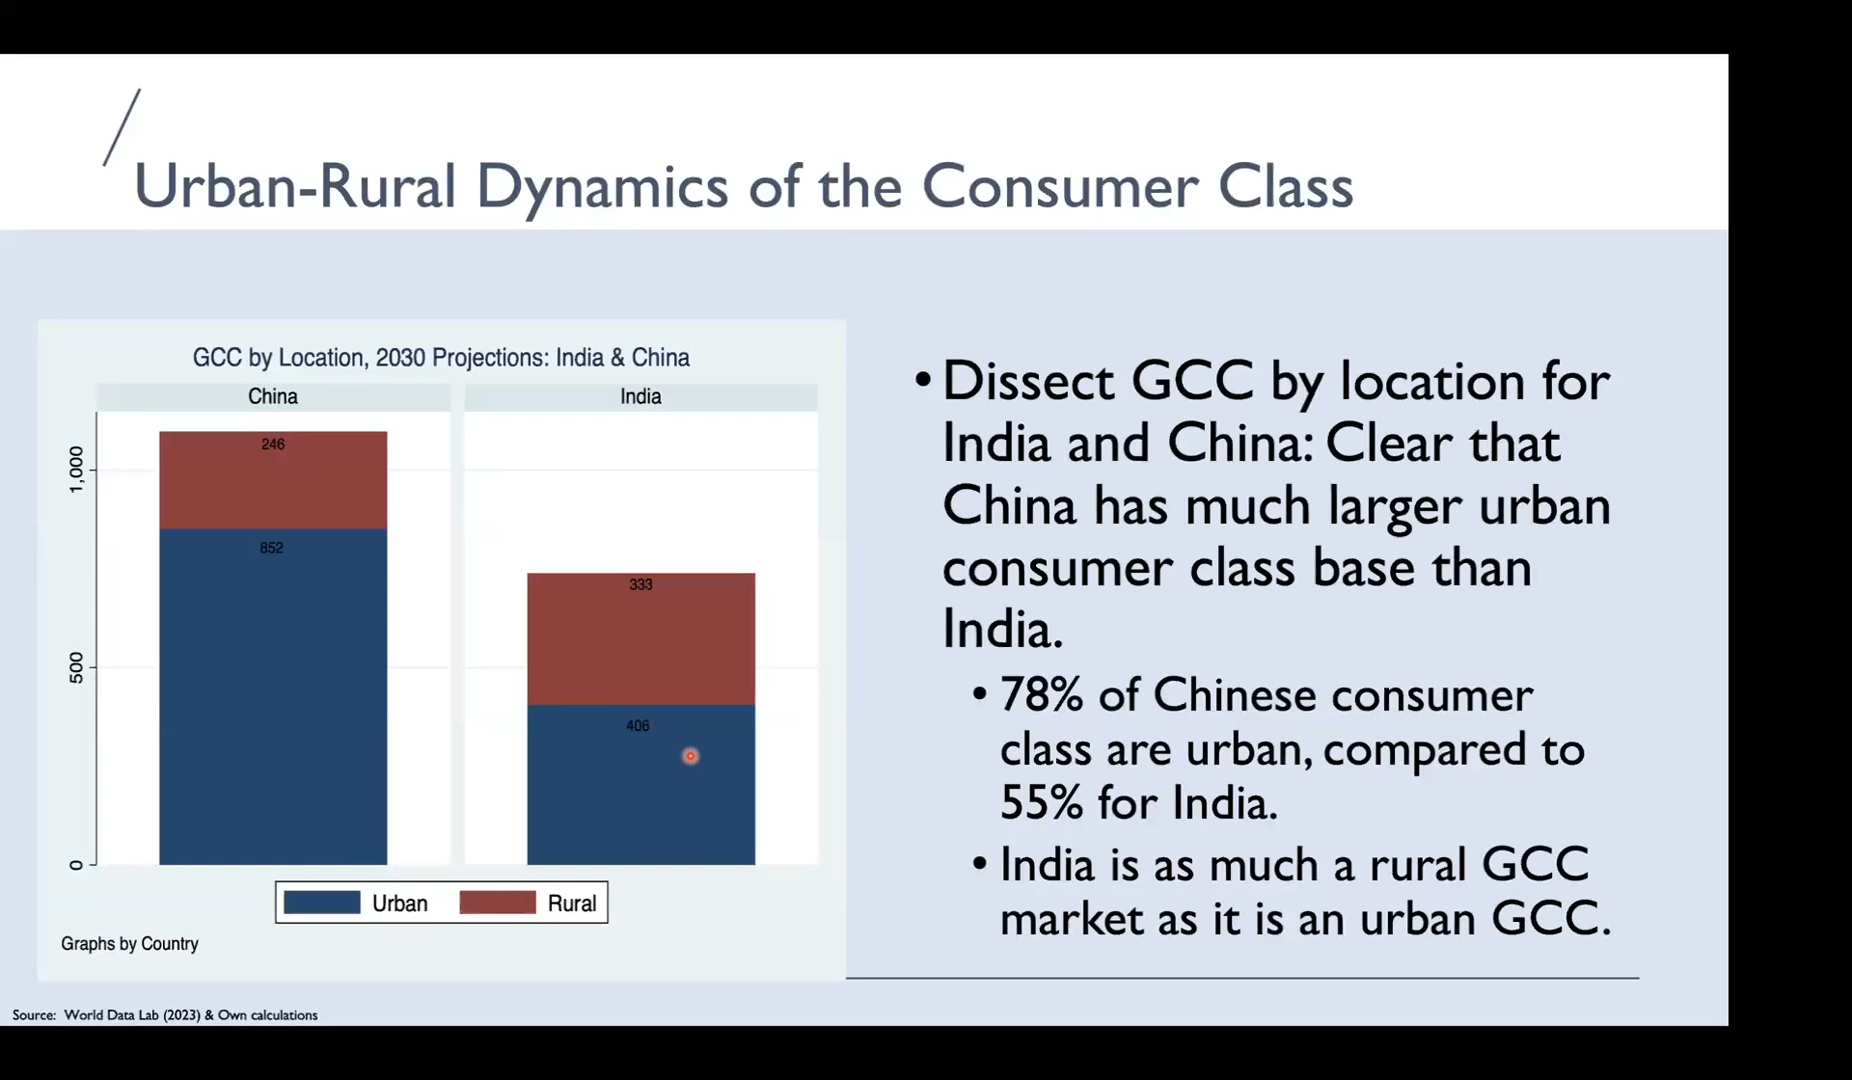 Urban-Rural Dynamics of the Consumer Class
GCC by Location, 2030 Projections: India & China
China
India
1,000
500
0
246
852
333
406
Urban
Rural
Graphs by Country
• Dissect GCC by location for
India and China: Clear that
China has much larger urban
consumer class base than
India.
• 78% of Chinese consumer
class are urban, compared to
55% for India.
• India is as much a rural GCC
market as it is an urban GCC.
Source: World Data Lab (2023) & Own calculations